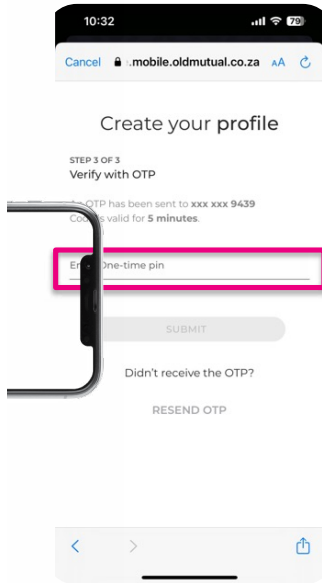 10:32
79
Cancel .mobile.oldmutual.co.za AA
Create your profile
STEP 3 OF 3
Verify with OTP
OTP has been sent to xxx xxx 9439
valid for 5 minutes.
One-time pin
SUBMIT
Didn't receive the OTP?
RESEND OTP